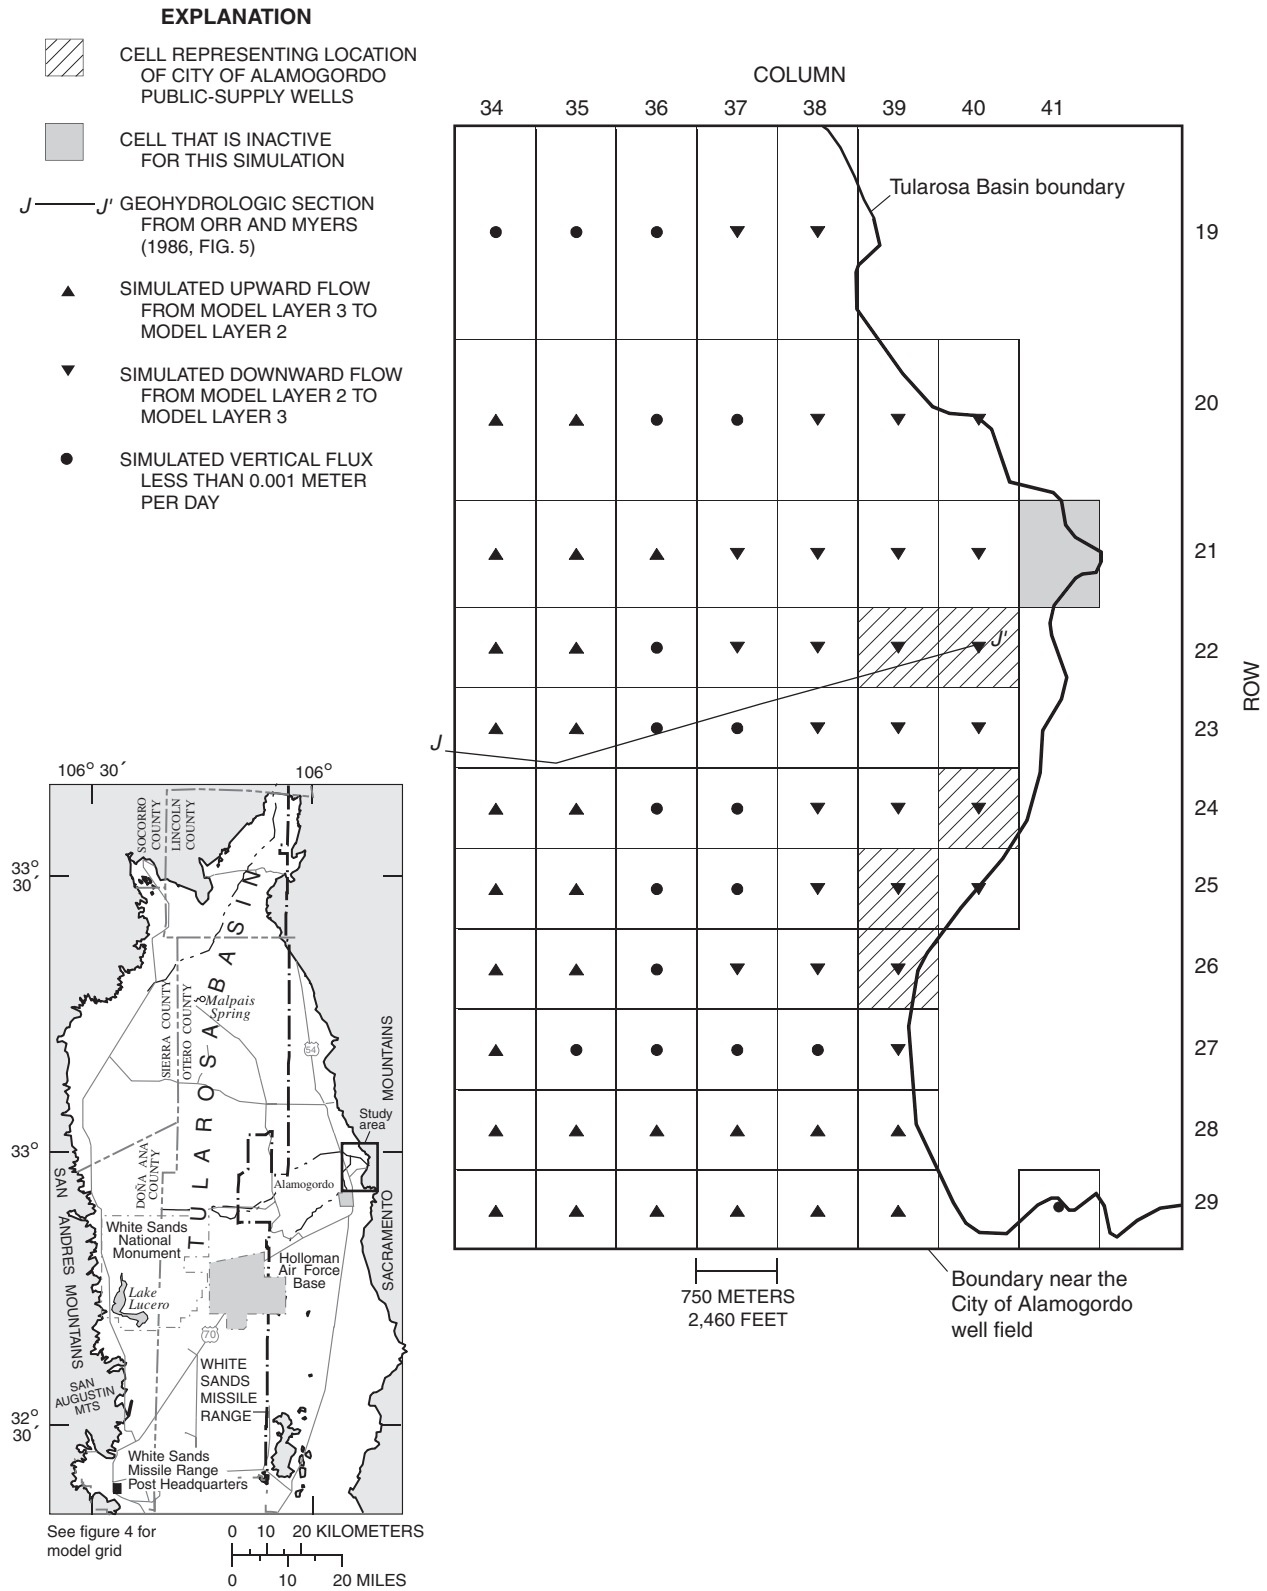 EXPLANATION
CELL REPRESENTING LOCATION
OF CITY OF ALAMOGORDO
PUBLIC-SUPPLY WELLS
CELL THAT IS INACTIVE
FOR THIS SIMULATION
J J' GEOHYDROLOGIC SECTION
FROM ORR AND MYERS
(1986, FIG. 5)
SIMULATED UPWARD FLOW
FROM MODEL LAYER 3 TO
MODEL LAYER 2
SIMULATED DOWNWARD FLOW
FROM MODEL LAYER 2 TO
MODEL LAYER 3
SIMULATED VERTICAL FLUX
LESS THAN 0.001 METER
PER DAY
COLUMN
34 35 36 37 38 39 40 41
Tularosa Basin boundary
19
20
21
22
23
24
25
26
27
28
29
ROW
J
J'
750 METERS
2,460 FEET
Boundary near the
City of Alamogordo
well field
106° 30´ 106°
33°
30´
33°
32°
30´
SOCORRO
COUNTY
LINCOLN
COUNTY
TULAROSA BASIN
Malpais
Spring
SIERRA COUNTY
OTERO COUNTY
54
SACRAMENTO MOUNTAINS
Study
area
DOÑA ANA
COUNTY
Alamogordo
SAN ANDRES MOUNTAINS
White Sands
National
Monument
Holloman
Air Force
Base
Lake
Lucero
70
WHITE
SANDS
MISSILE
RANGE
SAN
AUGUSTIN
MTS
White Sands
Missile Range
Post Headquarters
See figure 4 for
model grid
0 10 20 KILOMETERS
0 10 20 MILES